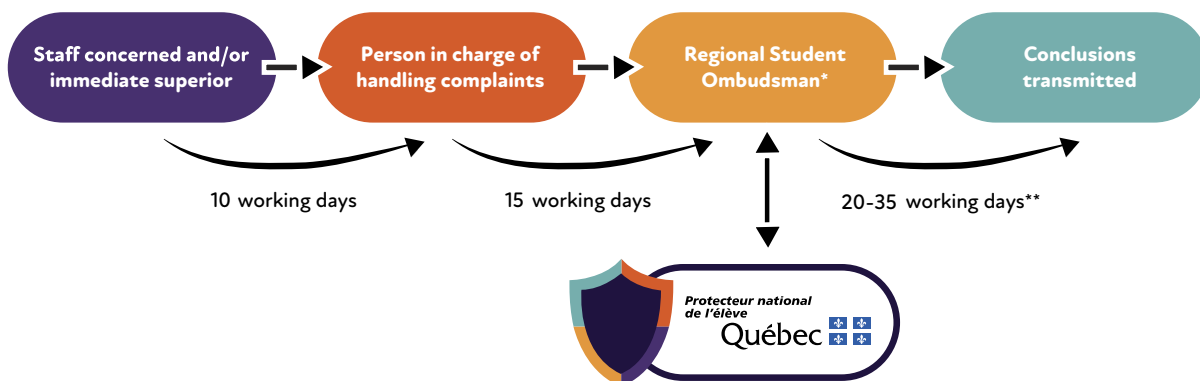 Staff concerned and/or
immediate superior
Person in charge of
handling complaints
Regional Student
Ombudsman*
Conclusions
transmitted
10 working days
15 working days
20-35 working days**
Protecteur national
de l'élève
Québec